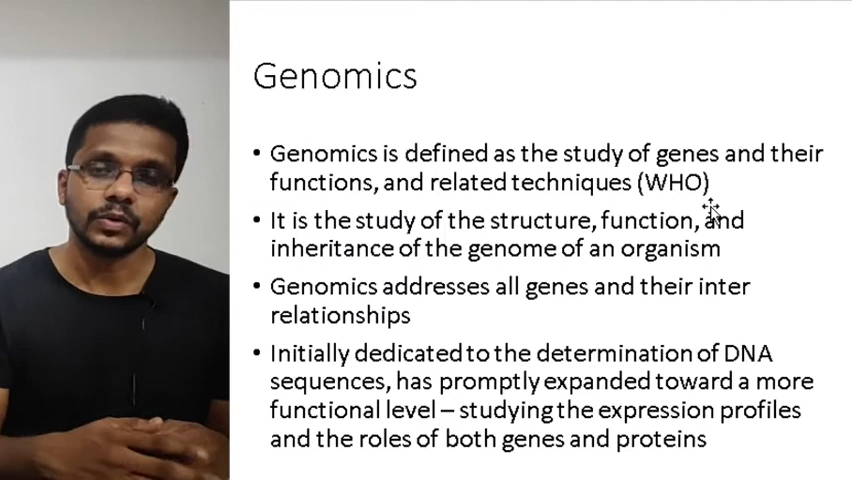 Genomics
• Genomics is defined as the study of genes and their
functions, and related techniques (WHO)
• It is the study of the structure, function, and
inheritance of the genome of an organism
• Genomics addresses all genes and their inter
relationships
• Initially dedicated to the determination of DNA
sequences, has promptly expanded toward a more
functional level – studying the expression profiles
and the roles of both genes and proteins